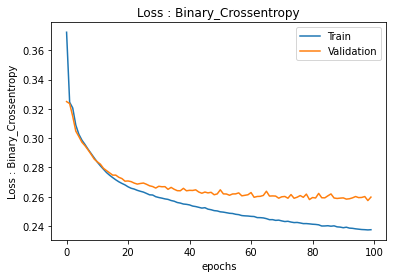 Loss : Binary_Crossentropy
Train
Validation
0.36
0.34
0.32
0.30
0.28
0.26
0.24
Loss : Binary_Crossentropy
0 20 40 60 80 100
epochs